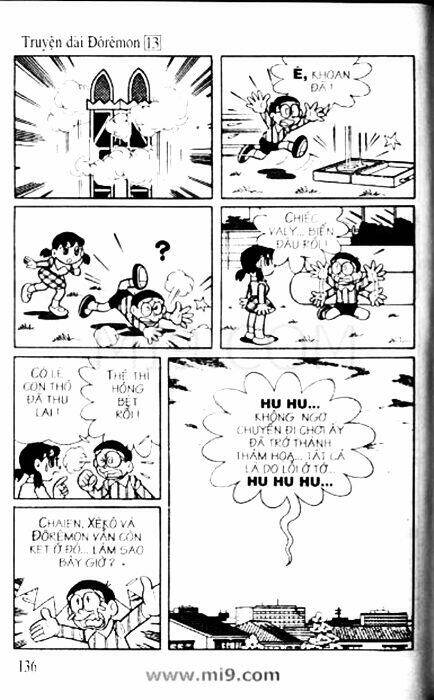 Truyện dài Đôrêmon 13
Ê, KHOAN
ĐÃ!
?
CHIẾC
VALY... BIẾN
ĐÂU RỒI!
CÓ LẼ
CON THỎ
ĐÃ THU
LẠI!
THẾ THÌ
HỎNG
BÉT
RỒI!
HU HU...
KHÔNG NGỜ
CHUYẾN ĐI CHƠI ẤY
ĐÃ TRỞ THÀNH
THẢM HỌA... TẤT CẢ
LÀ DO LỖI Ở TỚ...
HU HU HU...
CHAIEN, XÊKÔ VÀ
ĐÔRÊMON VẪN CÒN
KẸT Ở ĐÓ... LÀM SAO
BÂY GIỜ?
136
www.mi9.com